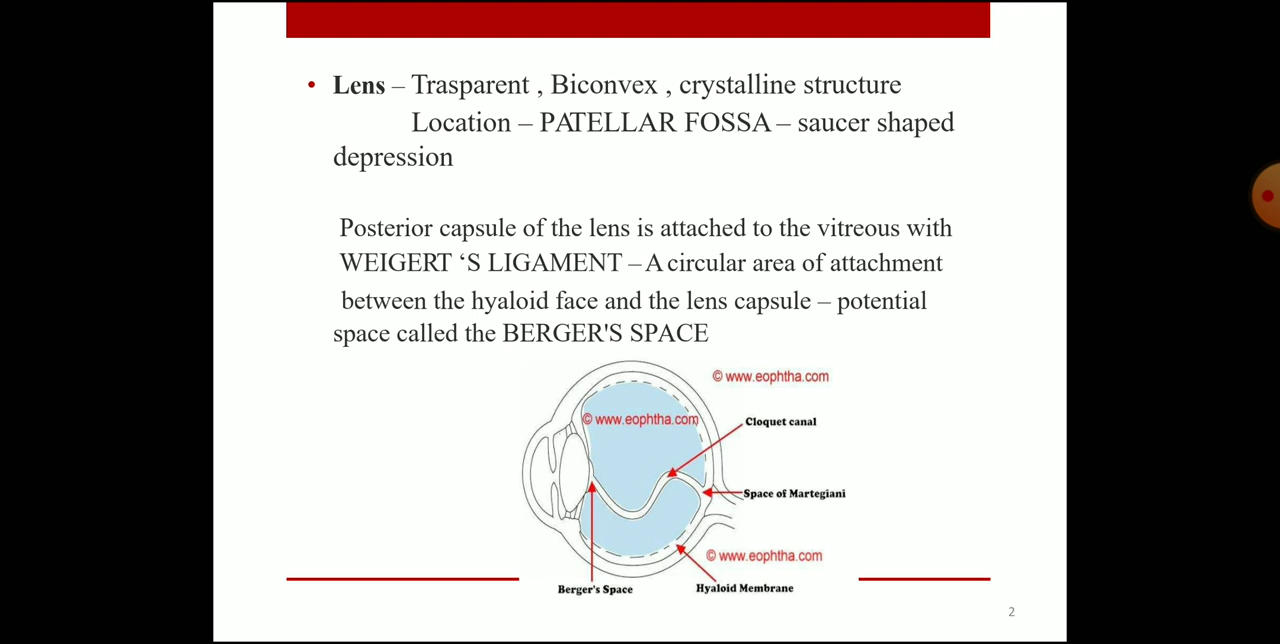 • Lens – Trasparent , Biconvex , crystalline structure
Location – PATELLAR FOSSA – saucer shaped
depression
Posterior capsule of the lens is attached to the vitreous with
WEIGERT ‘S LIGAMENT – A circular area of attachment
between the hyaloid face and the lens capsule – potential
space called the BERGER'S SPACE
© www.eophtha.com
© www.eophtha.com
Cloquet canal
Space of Martegiani
© www.eophtha.com
Berger's Space
Hyaloid Membrane
2